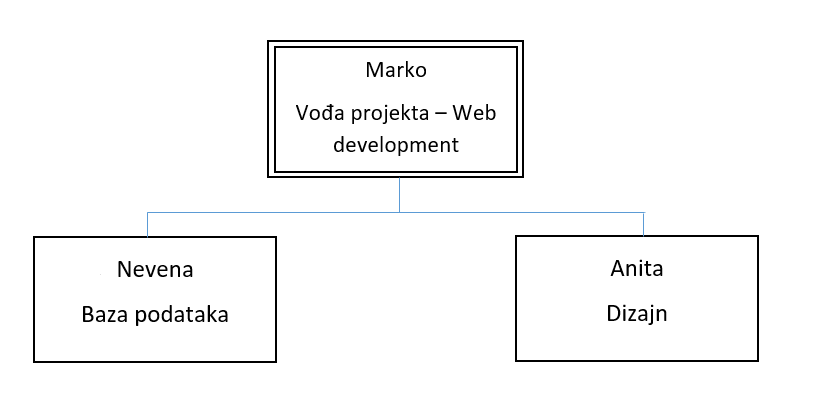 Marko
Vođa projekta – Web
development
Nevena
Baza podataka
Anita
Dizajn